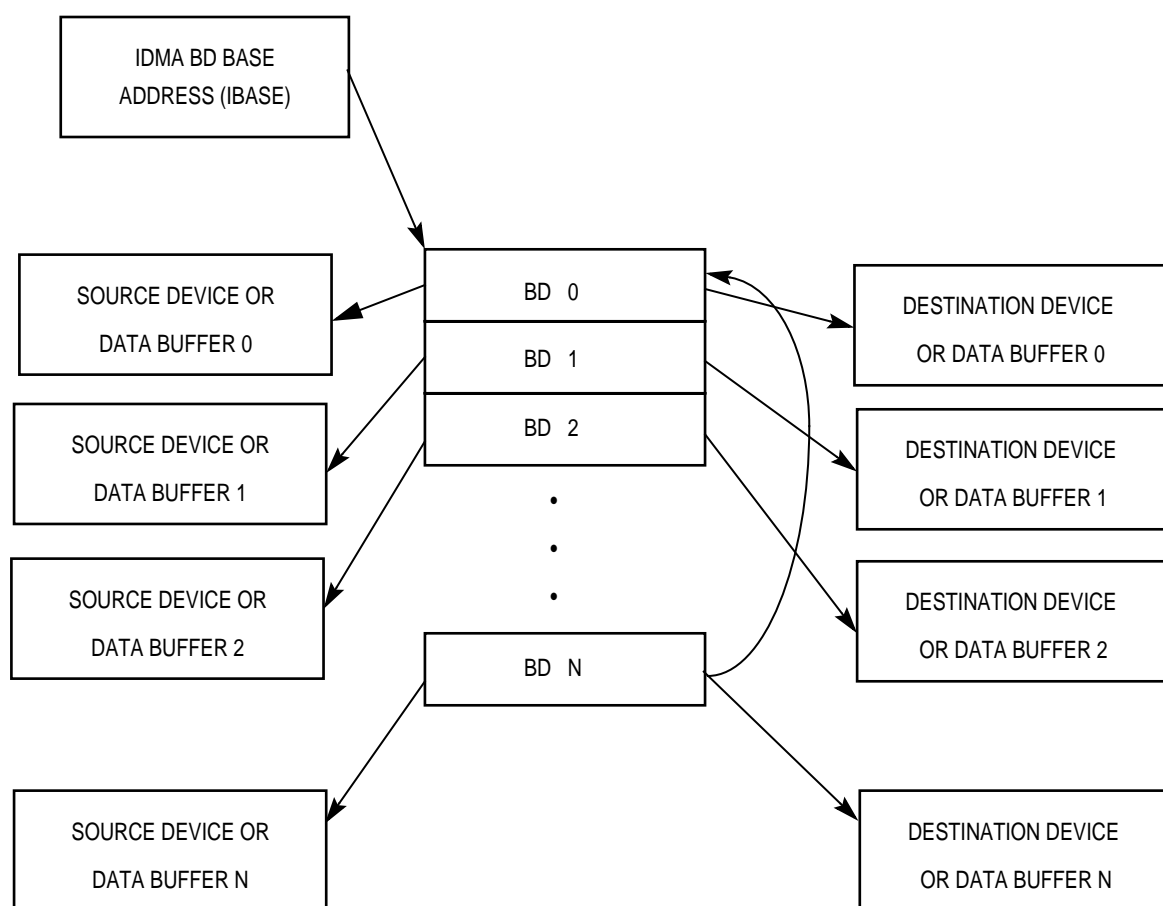 IDMA BD BASE
ADDRESS (IBASE)
SOURCE DEVICE OR
DATA BUFFER 0
BD 0
DESTINATION DEVICE
OR DATA BUFFER 0
BD 1
SOURCE DEVICE OR
DATA BUFFER 1
DESTINATION DEVICE
OR DATA BUFFER 1
BD 2
SOURCE DEVICE OR
DATA BUFFER 2
DESTINATION DEVICE
OR DATA BUFFER 2
BD N
SOURCE DEVICE OR
DATA BUFFER N
DESTINATION DEVICE
OR DATA BUFFER N